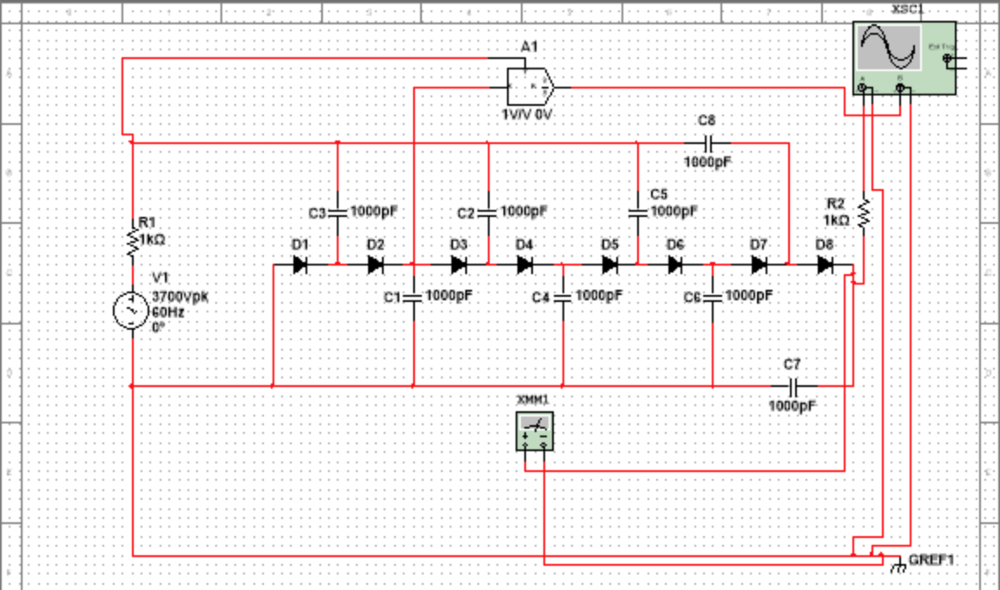 XSC1
A1
Ext Trig
1V/V 0V
C8
1000pF
C3 1000pF
C2 1000pF
C5
1000pF
R2
1kΩ
R1
1kΩ
D1 D2 D3 D4 D5 D6 D7 D8
V1
3700Vpk
60Hz
0°
C1 1000pF
C4 1000pF
C6 1000pF
C7
1000pF
XMM1
GREF1